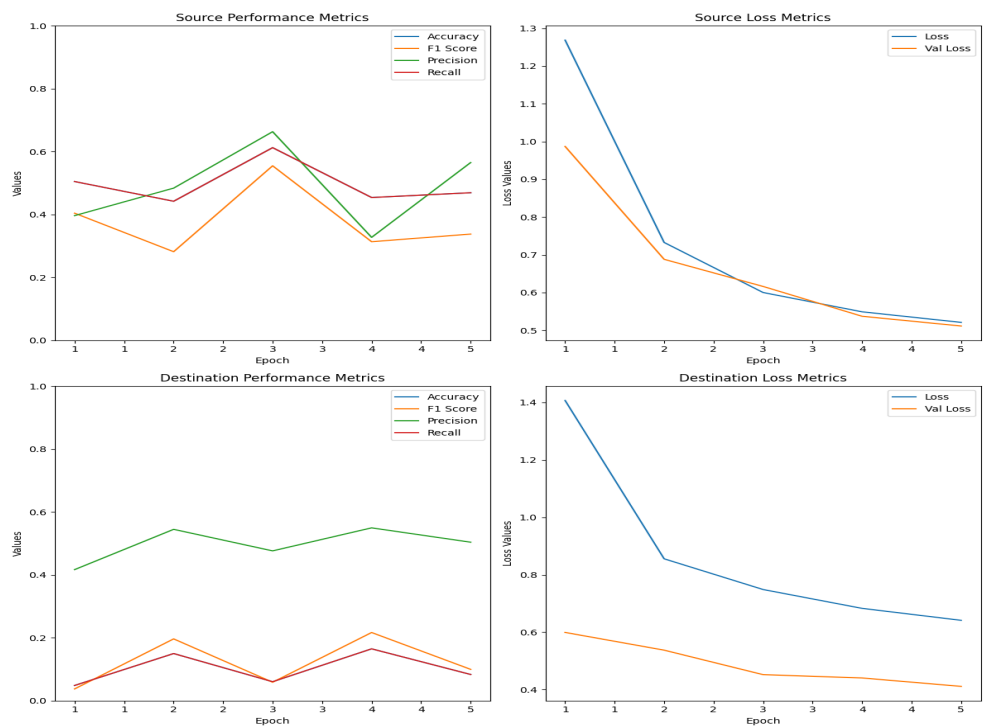 Source Performance Metrics
1.0
0.8
0.6
0.4
0.2
0.0
Values
Accuracy
F1 Score
Precision
Recall
1 1 2 2 3 3 4 4 5
Epoch
Source Loss Metrics
1.3
1.2
1.1
1.0
0.9
0.8
0.7
0.6
0.5
Loss Values
Loss
Val Loss
1 1 2 2 3 3 4 4 5
Epoch
Destination Performance Metrics
1.0
0.8
0.6
0.4
0.2
0.0
Values
Accuracy
F1 Score
Precision
Recall
1 1 2 2 3 3 4 4 5
Epoch
Destination Loss Metrics
1.4
1.2
1.0
0.8
0.6
0.4
Loss Values
Loss
Val Loss
1 1 2 2 3 3 4 4 5
Epoch